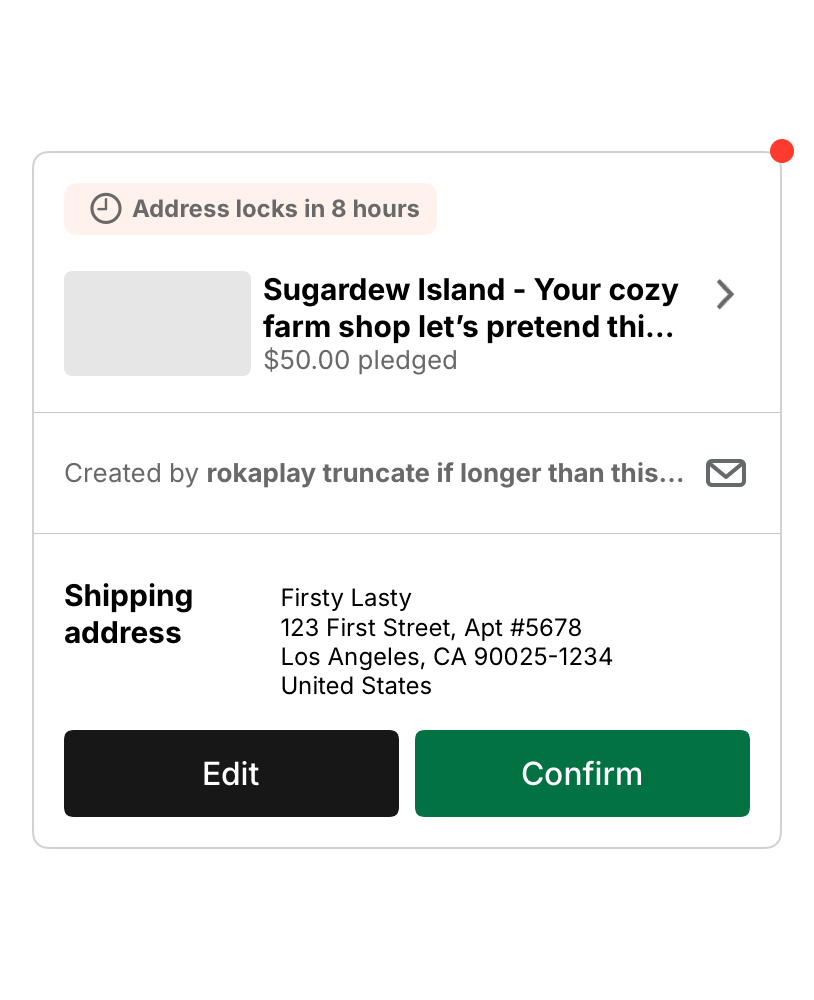 Address locks in 8 hours
Sugardew Island - Your cozy
farm shop let’s pretend thi...
$50.00 pledged
Created by rokaplay truncate if longer than this...
Shipping
address
Firsty Lasty
123 First Street, Apt #5678
Los Angeles, CA 90025-1234
United States
Edit
Confirm